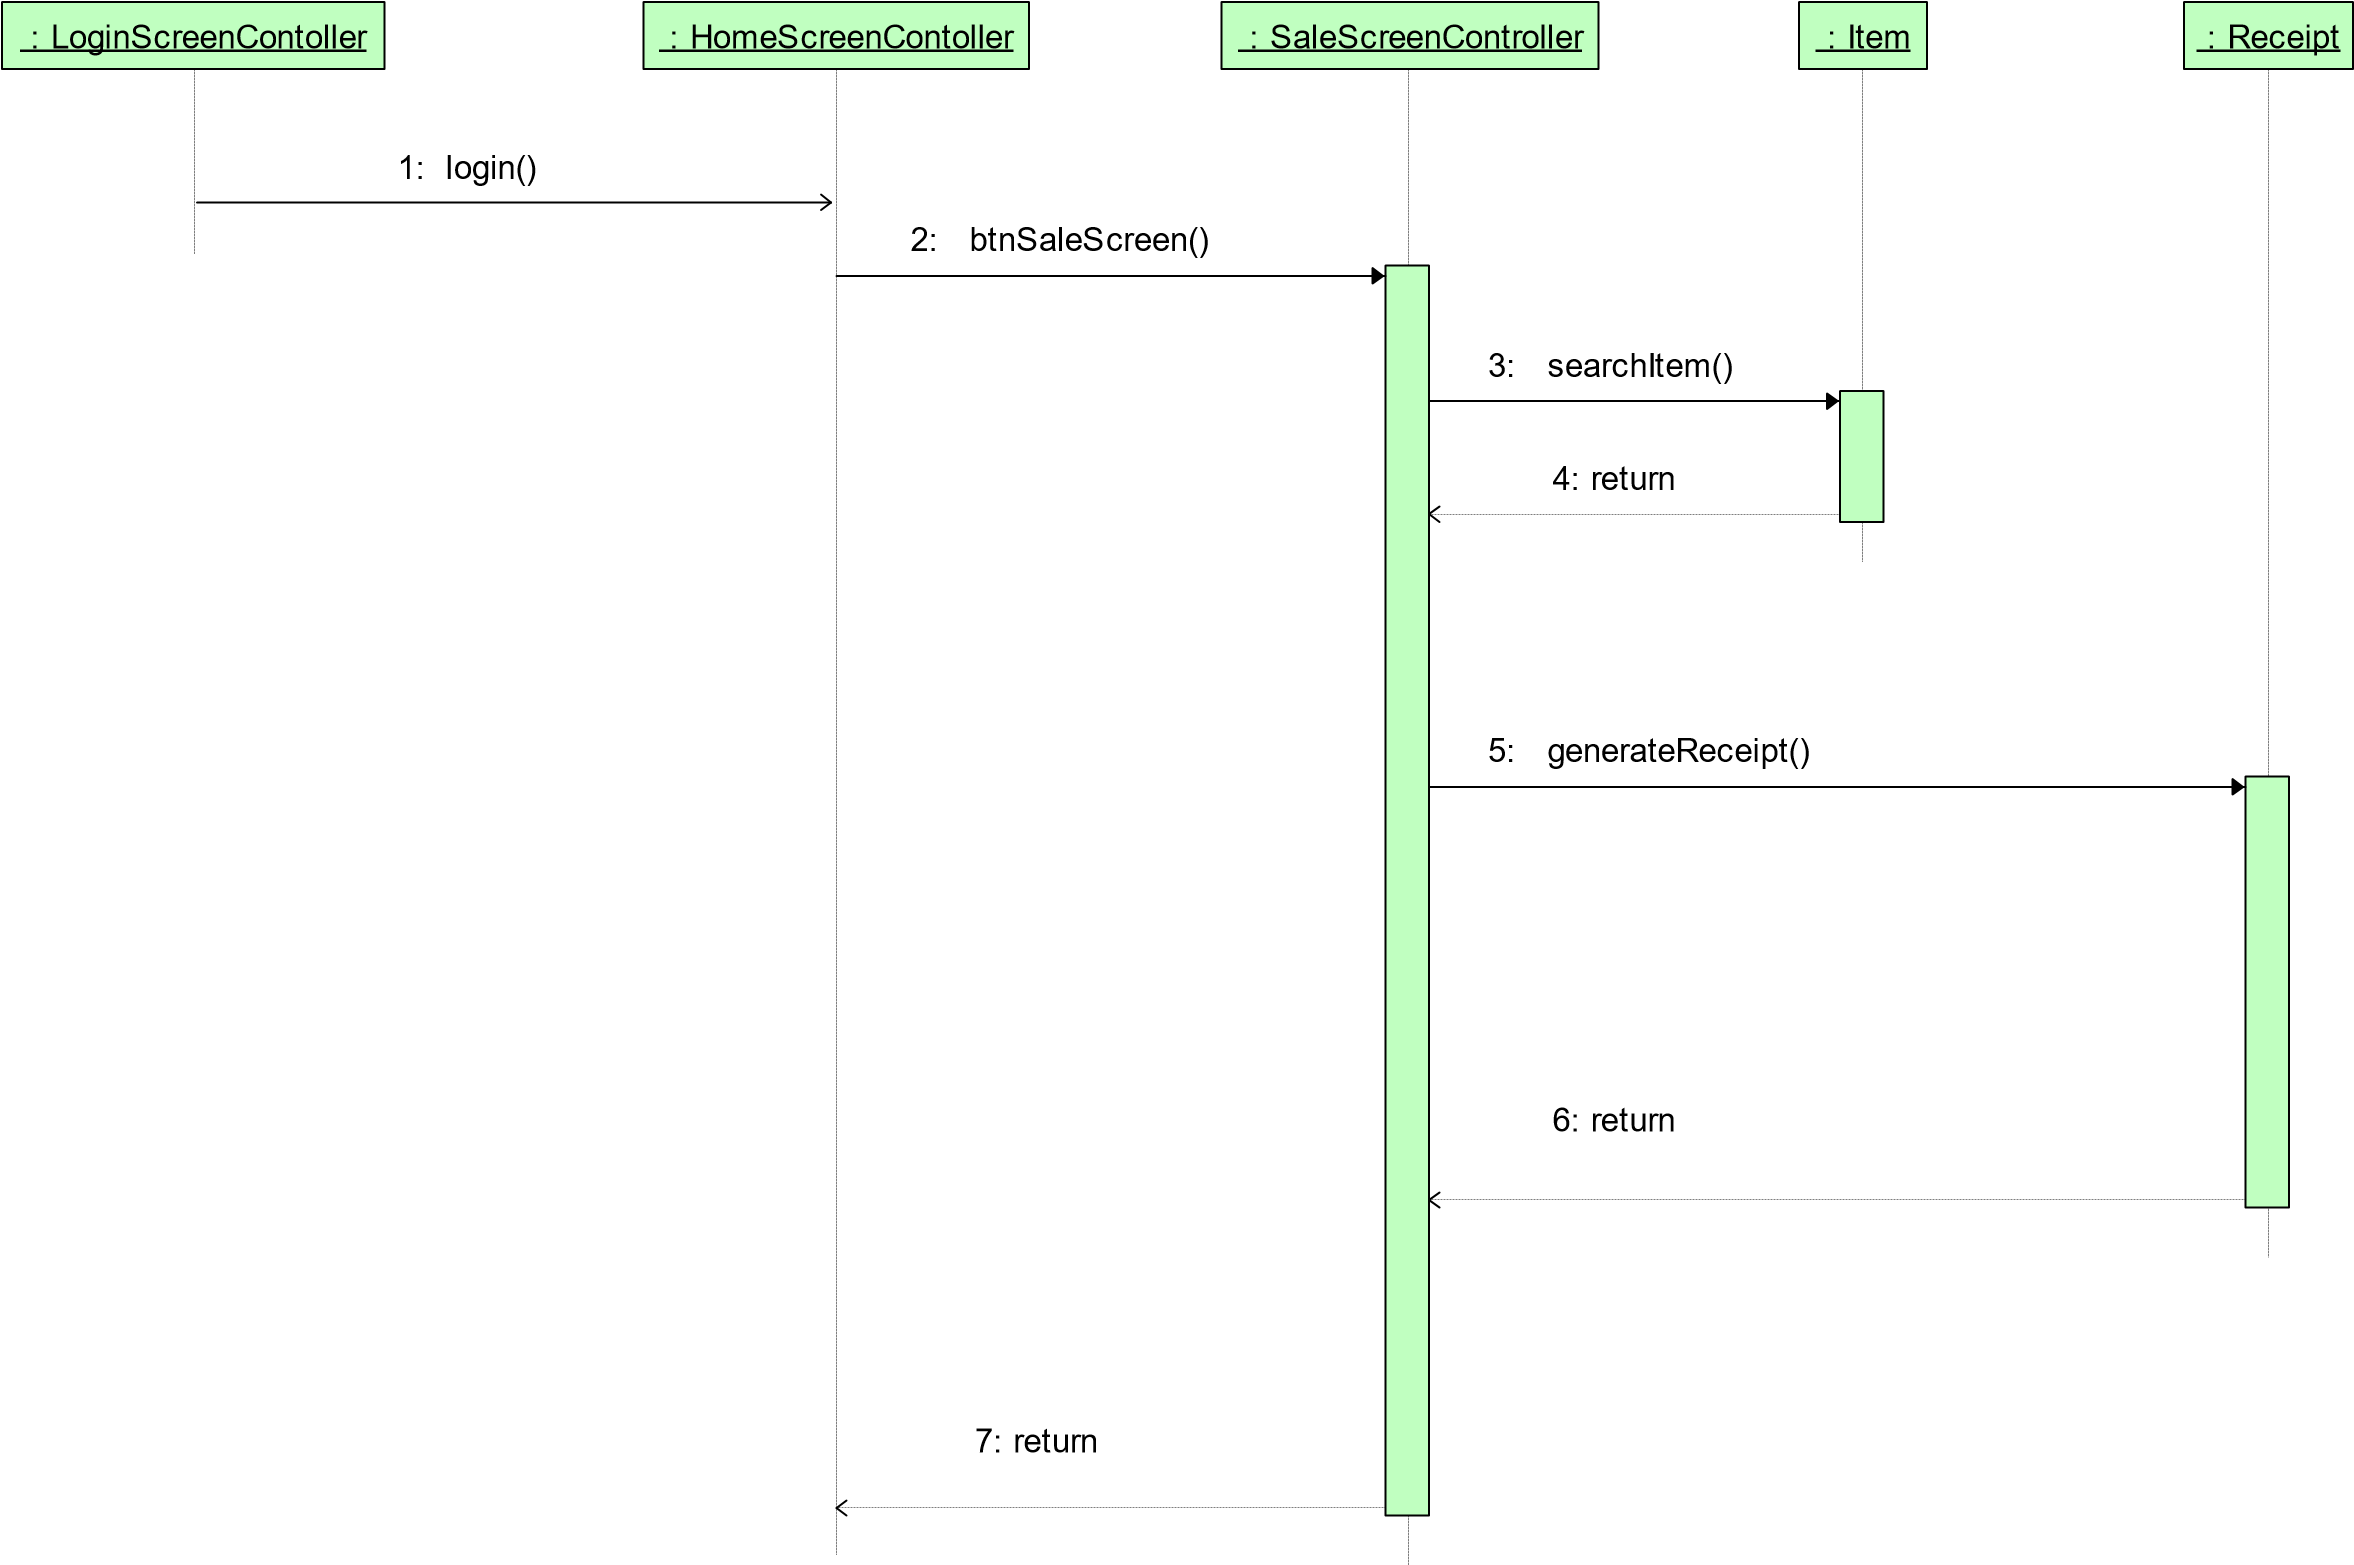 : LoginScreenContoller
: HomeScreenContoller
: SaleScreenController
: Item
: Receipt
1: login()
2: btnSaleScreen()
3: searchItem()
4: return
5: generateReceipt()
6: return
7: return